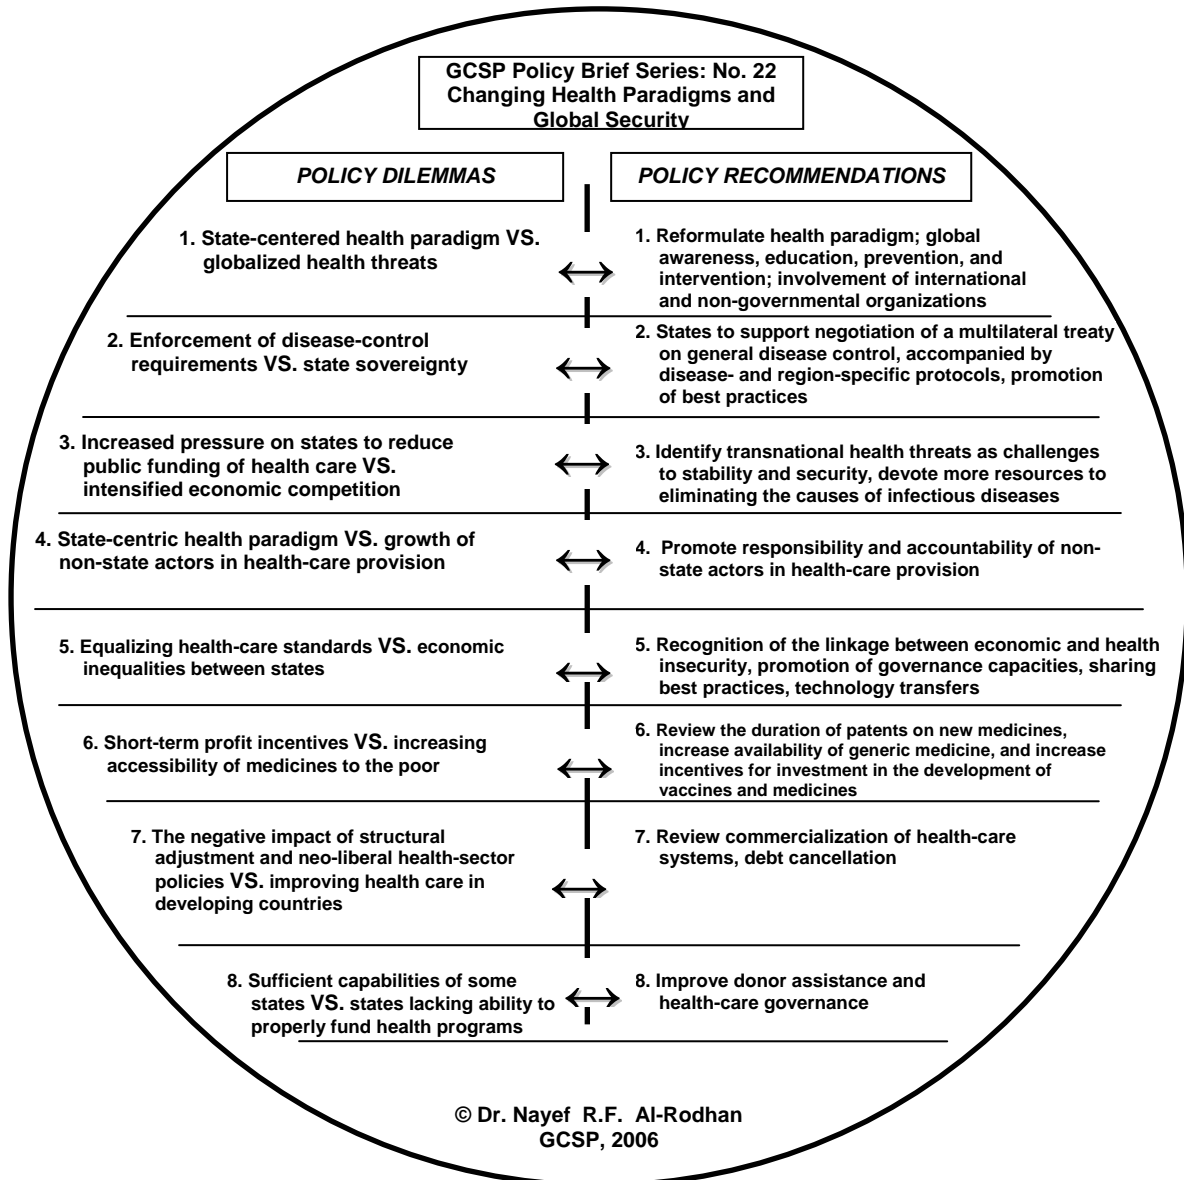 GCSP Policy Brief Series: No. 22
Changing Health Paradigms and
Global Security
POLICY DILEMMAS
POLICY RECOMMENDATIONS
1. State-centered health paradigm VS.
globalized health threats
1. Reformulate health paradigm; global
awareness, education, prevention, and
intervention; involvement of international
and non-governmental organizations
2. Enforcement of disease-control
requirements VS. state sovereignty
2. States to support negotiation of a multilateral treaty
on general disease control, accompanied by
disease- and region-specific protocols, promotion
of best practices
3. Increased pressure on states to reduce
public funding of health care VS.
intensified economic competition
3. Identify transnational health threats as challenges
to stability and security, devote more resources to
eliminating the causes of infectious diseases
4. State-centric health paradigm VS. growth of
non-state actors in health-care provision
4. Promote responsibility and accountability of non-
state actors in health-care provision
5. Equalizing health-care standards VS. economic
inequalities between states
5. Recognition of the linkage between economic and health
insecurity, promotion of governance capacities, sharing
best practices, technology transfers
6. Short-term profit incentives VS. increasing
accessibility of medicines to the poor
6. Review the duration of patents on new medicines,
increase availability of generic medicine, and increase
incentives for investment in the development of
vaccines and medicines
7. The negative impact of structural
adjustment and neo-liberal health-sector
policies VS. improving health care in
developing countries
7. Review commercialization of health-care
systems, debt cancellation
8. Sufficient capabilities of some
states VS. states lacking ability to
properly fund health programs
8. Improve donor assistance and
health-care governance
© Dr. Nayef R.F. Al-Rodhan
GCSP, 2006